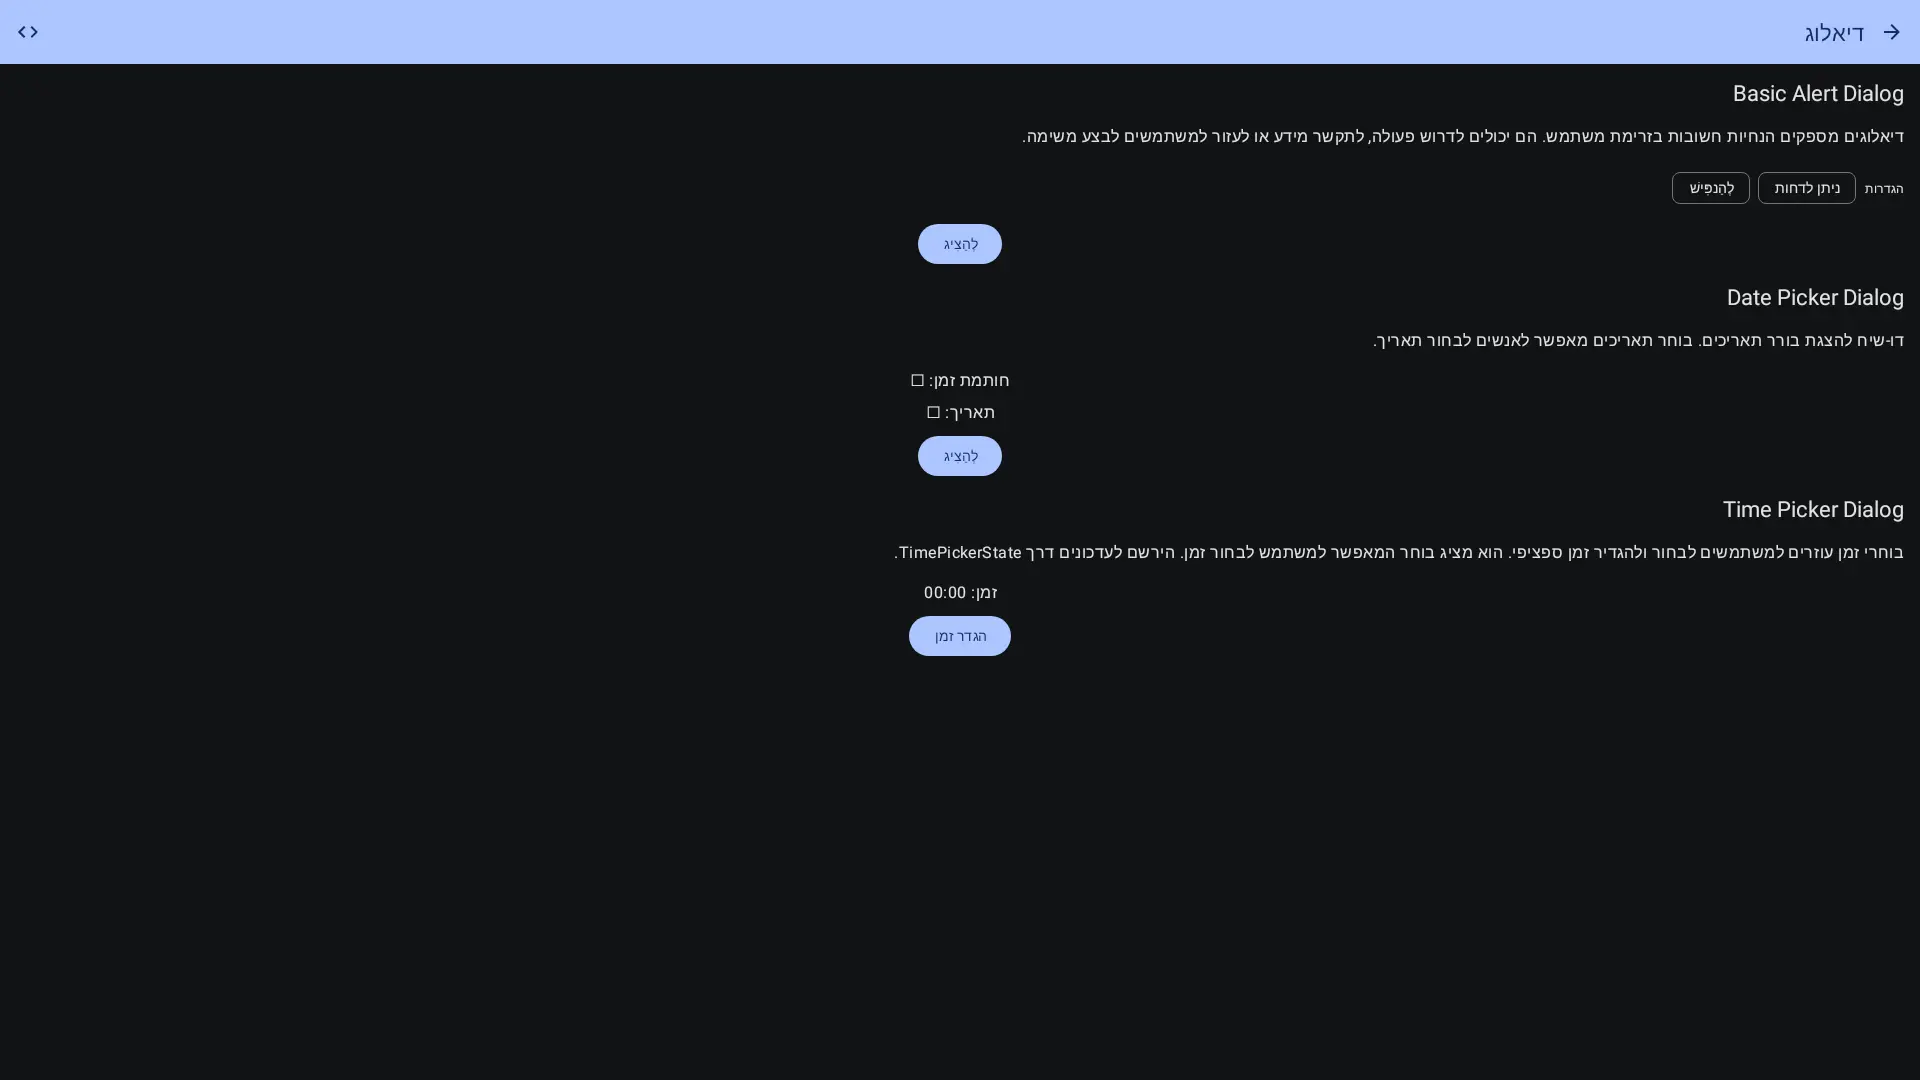 דיאלוג
Basic Alert Dialog
דיאלוגים מספקים הנחיות חשובות בזרימת משתמש. הם יכולים לדרוש פעולה, לתקשר מידע או לעזור למשתמשים לבצע משימה.
הגדרות ניתן לדחות לְהַנפִּישׁ
לְהַצִיג
Date Picker Dialog
דו-שיח להצגת בורר תאריכים. בוחר תאריכים מאפשר לאנשים לבחור תאריך.
חותמת זמן: ☐
תאריך: ☐
לְהַצִיג
Time Picker Dialog
בוחרי זמן עוזרים למשתמשים לבחור ולהגדיר זמן ספציפי. הוא מציג בוחר המאפשר למשתמש לבחור זמן. הירשם לעדכונים דרך TimePickerState.
זמן: 00:00
הגדר זמן